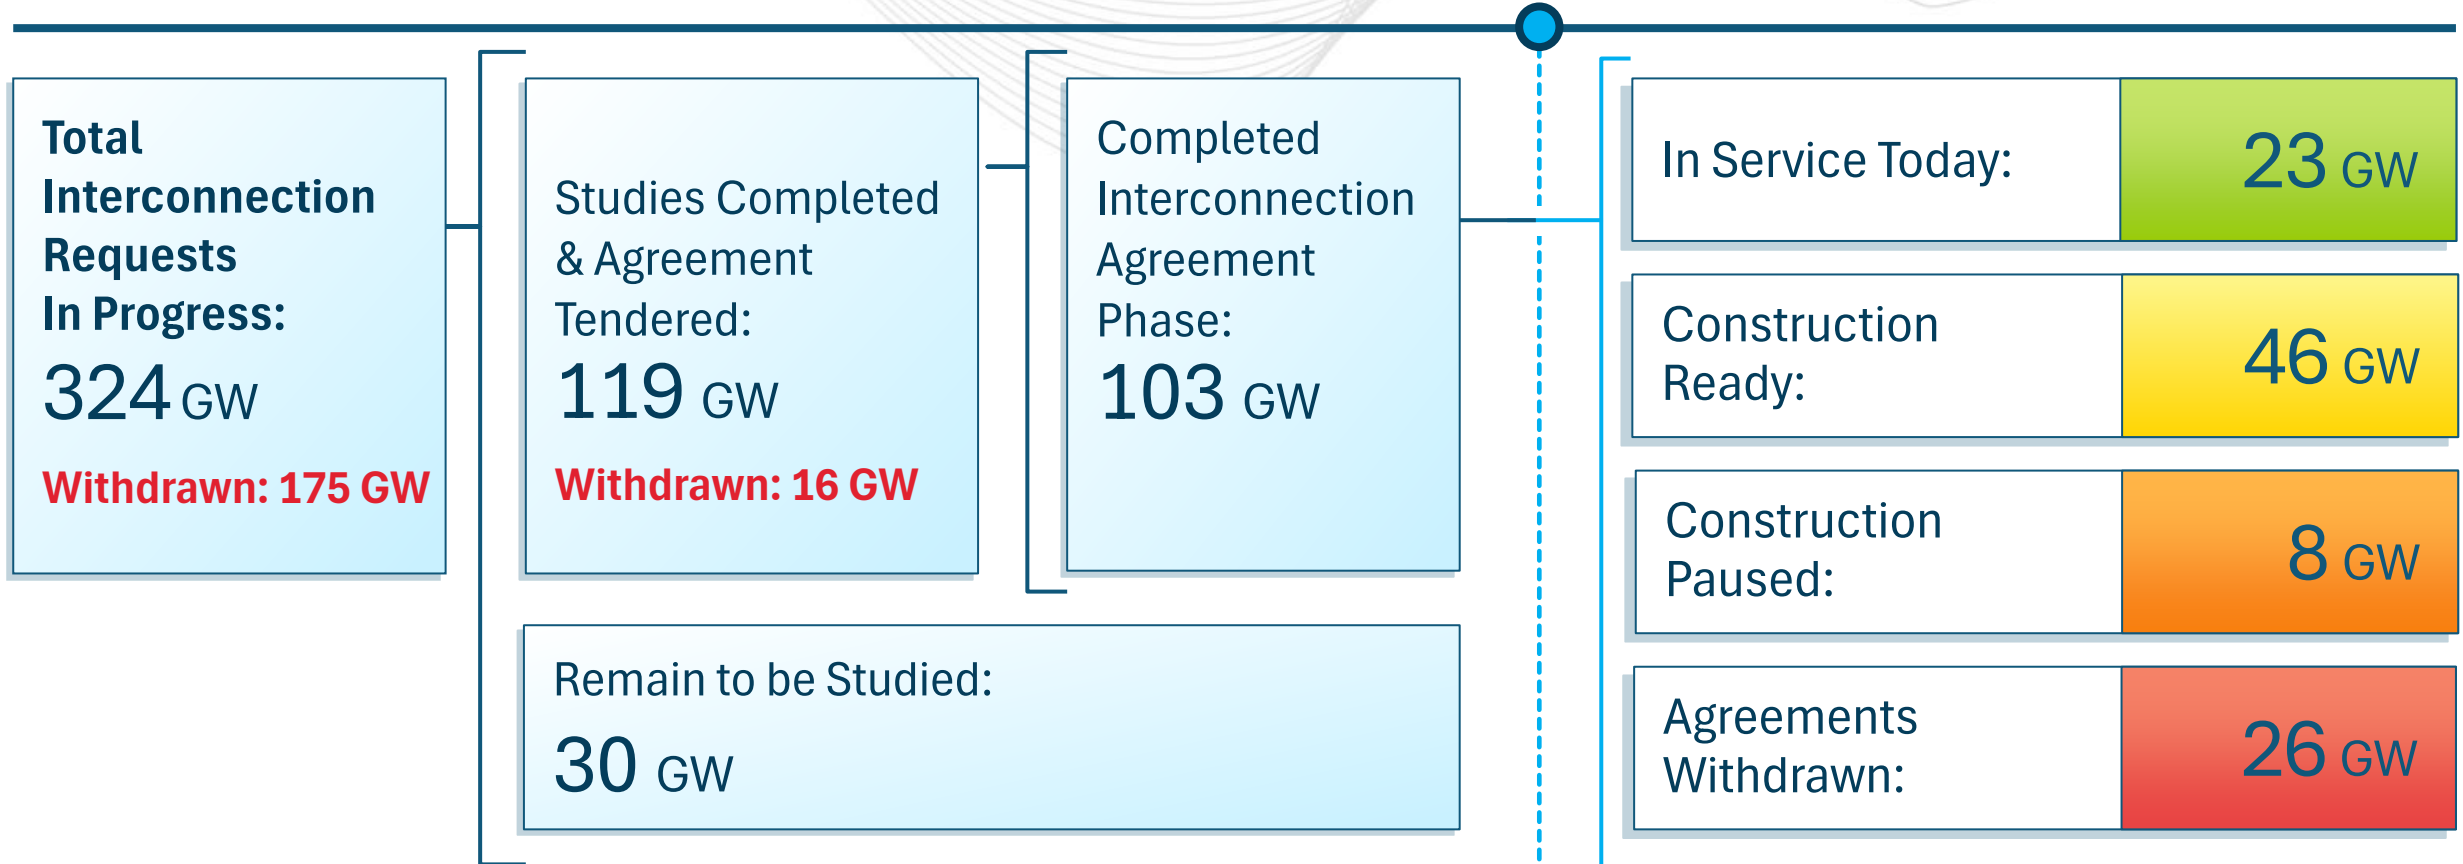 Total
Interconnection
Requests
In Progress:
324 GW
Withdrawn: 175 GW
Studies Completed
& Agreement
Tendered:
119 GW
Withdrawn: 16 GW
Completed
Interconnection
Agreement
Phase:
103 GW
Remain to be Studied:
30 GW
In Service Today:
23 GW
Construction
Ready:
46 GW
Construction
Paused:
8 GW
Agreements
Withdrawn:
26 GW